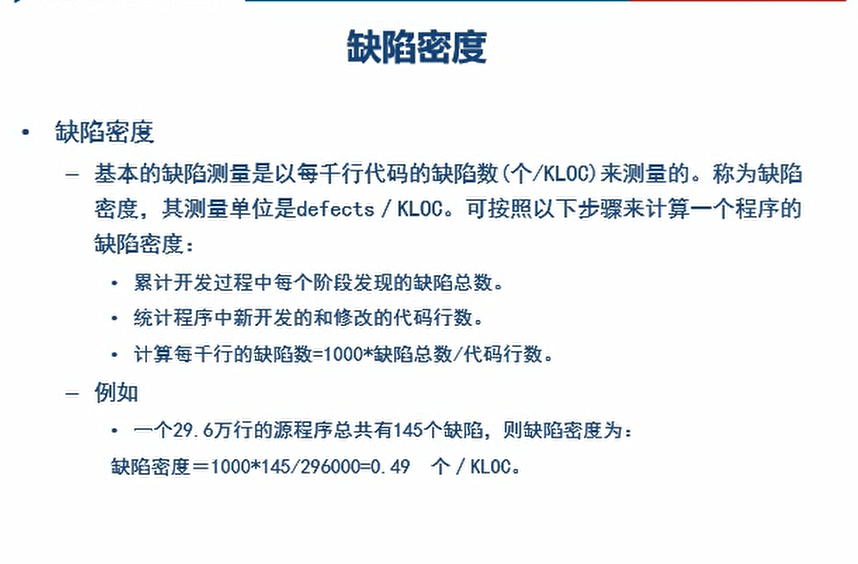 缺陷密度
• 缺陷密度
– 基本的缺陷测量是以每千行代码的缺陷数(个/KLOC)来测量的。称为缺陷
密度，其测量单位是defects／KLOC。可按照以下步骤来计算一个程序的
缺陷密度：
• 累计开发过程中每个阶段发现的缺陷总数。
• 统计程序中新开发的和修改的代码行数。
• 计算每千行的缺陷数=1000*缺陷总数/代码行数。
– 例如
• 一个29.6万行的源程序总共有145个缺陷，则缺陷密度为：
缺陷密度＝1000*145/296000=0.49 个／KLOC。